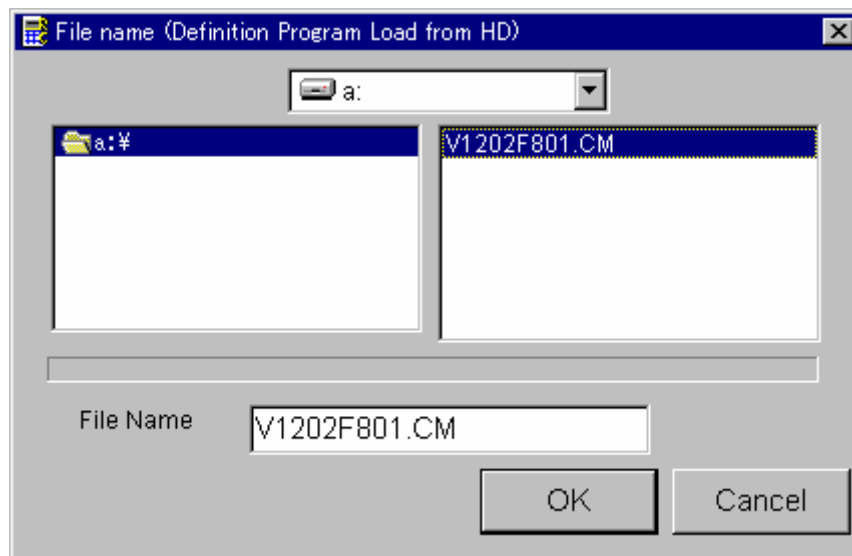 File name (Definition Program Load from HD)
a:
a:¥
V1202F801.CM
File Name
V1202F801.CM
OK
Cancel